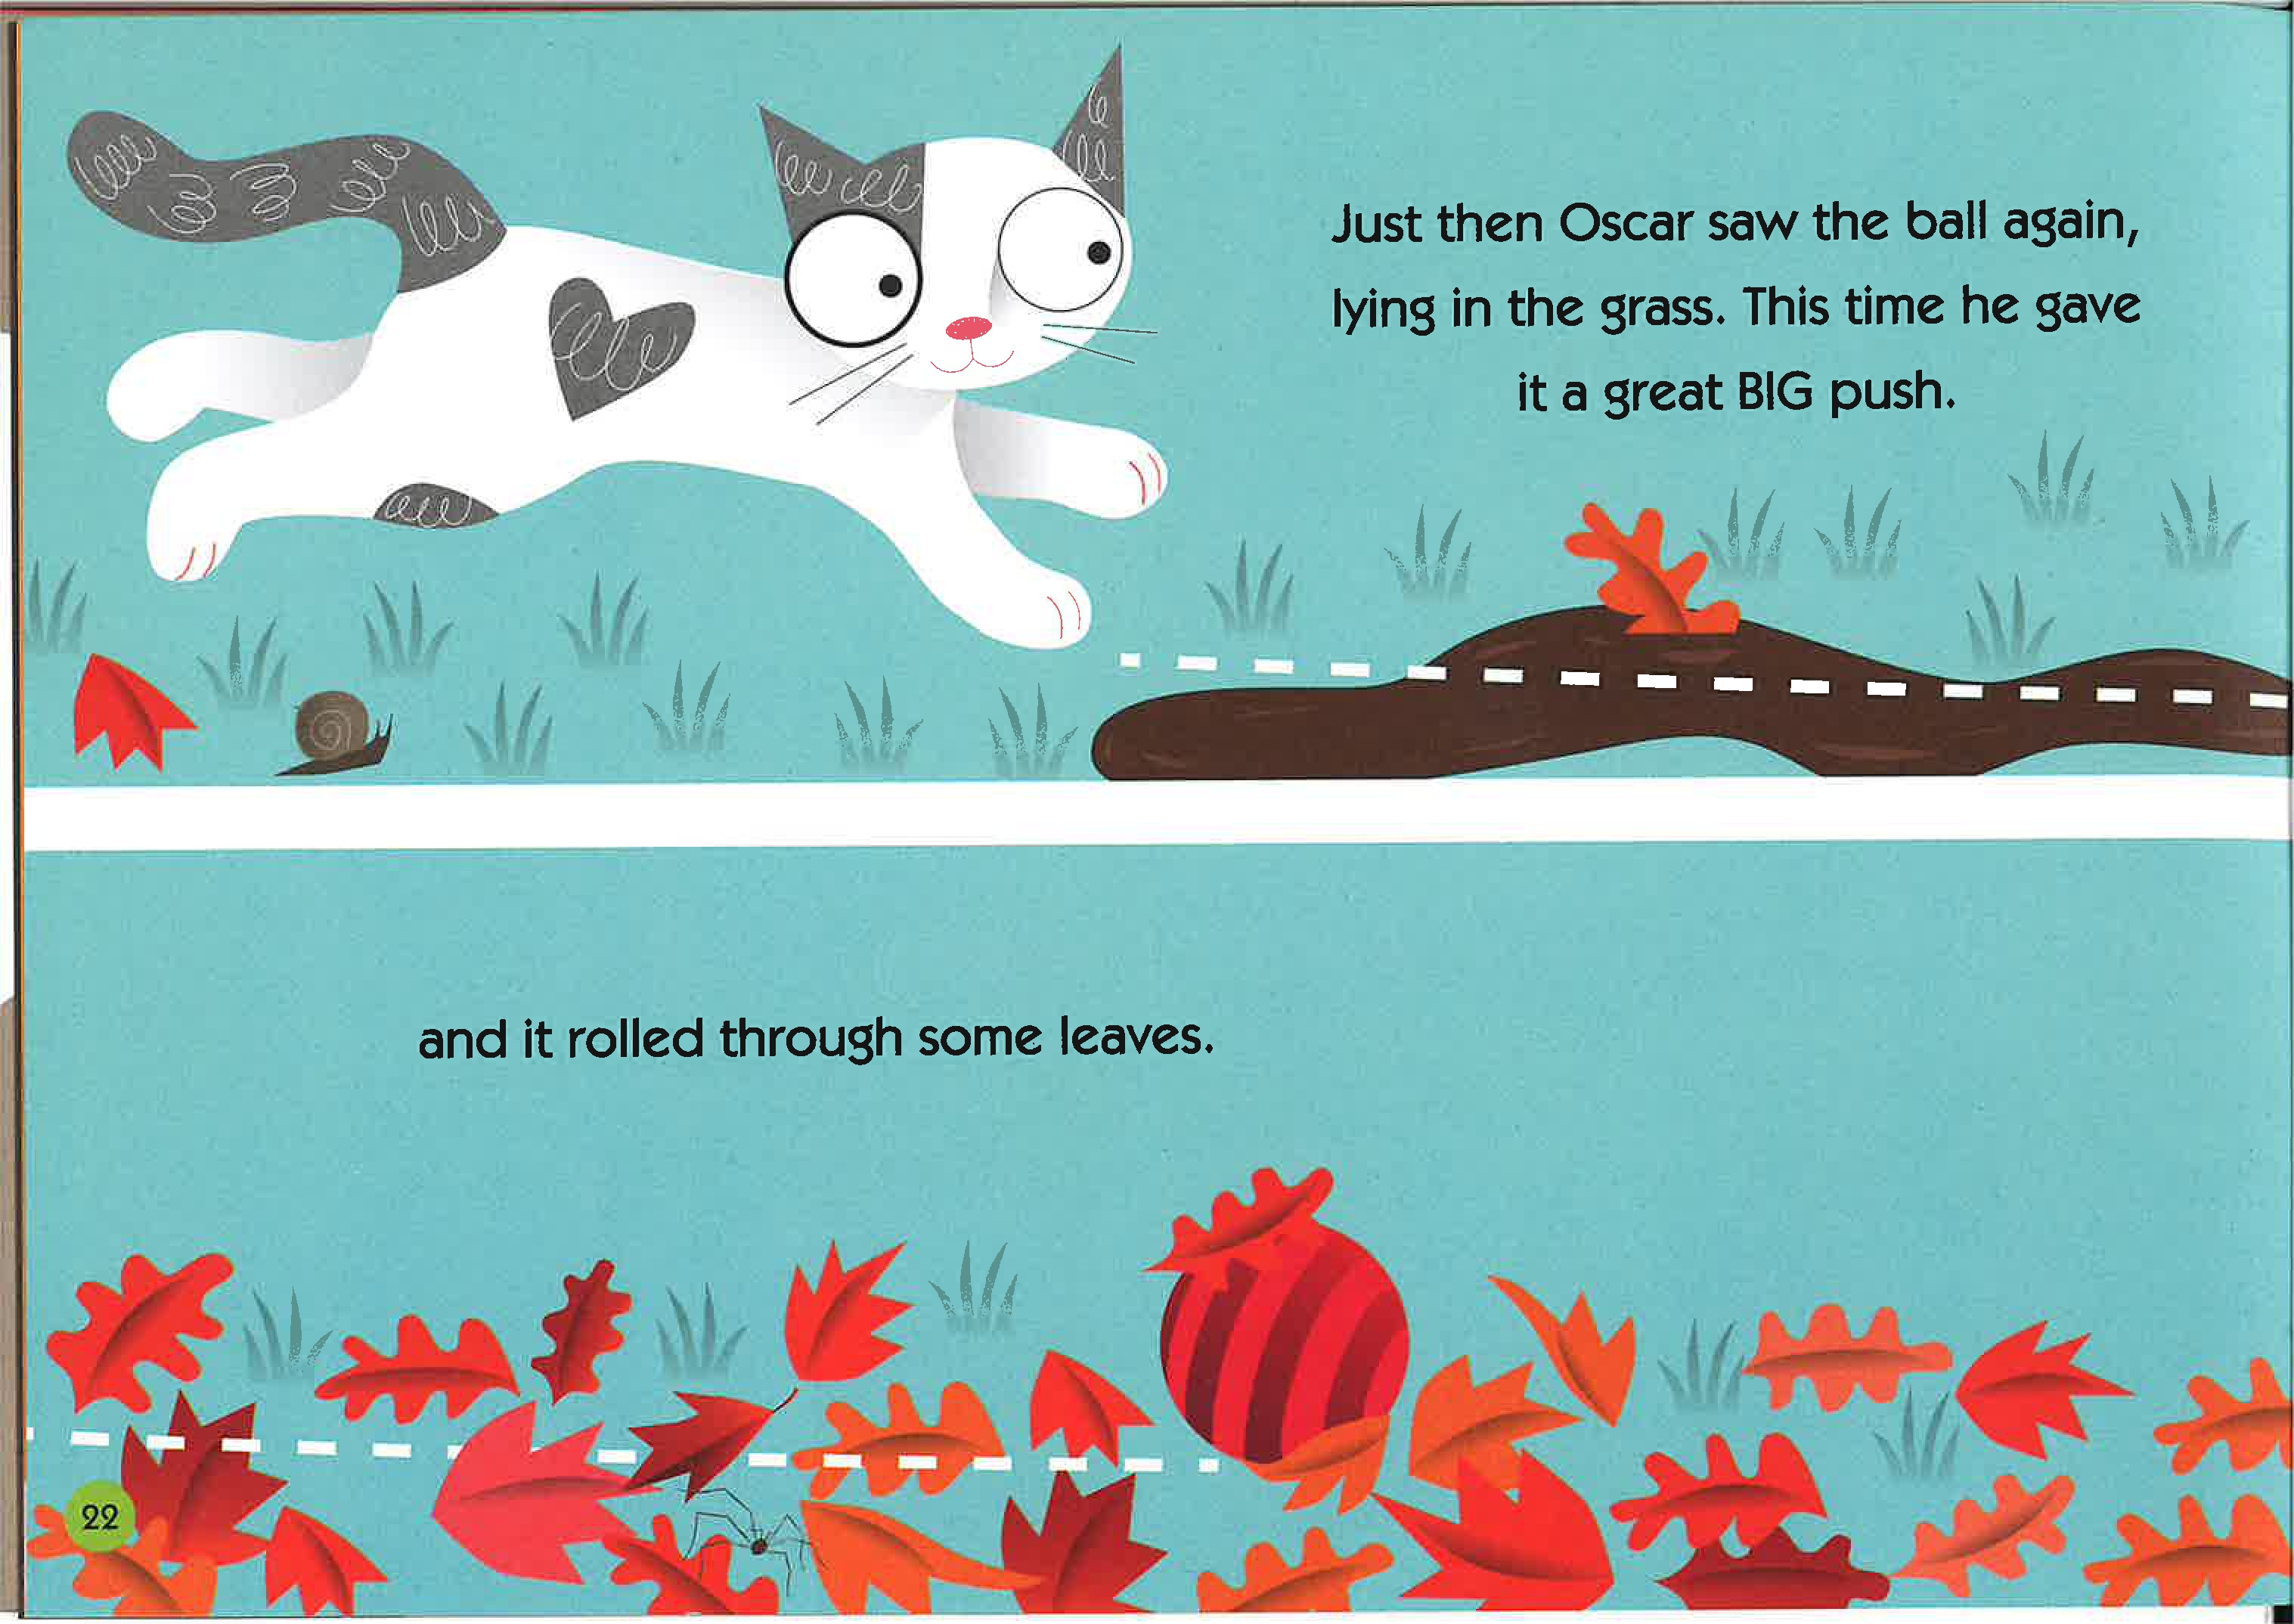 Just then Oscar saw the ball again,
lying in the grass. This time he gave
it a great BIG push.
and it rolled through some leaves.
22